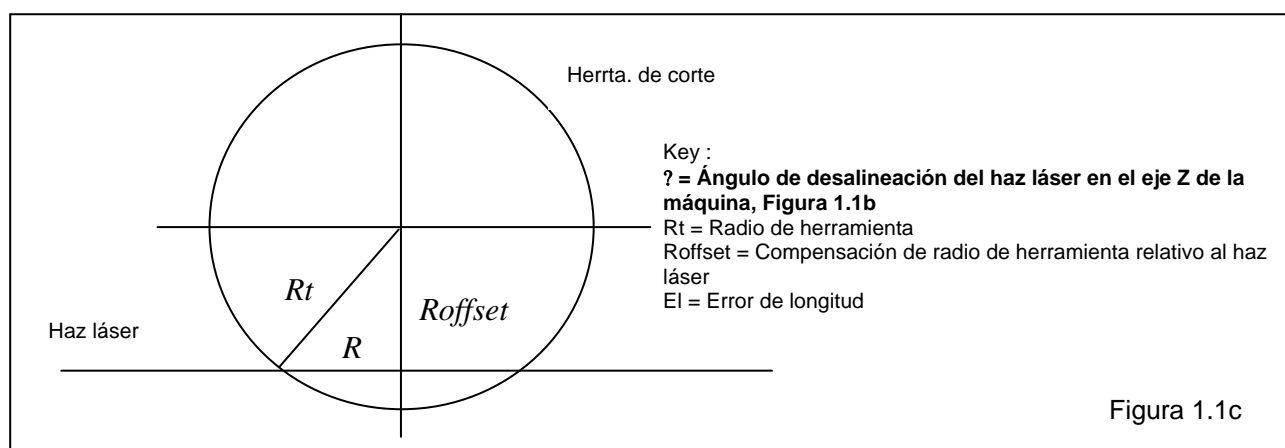 Herrta. de corte
Key :
? = Ángulo de desalineación del haz láser en el eje Z de la
máquina, Figura 1.1b
Rt = Radio de herramienta
Roffset = Compensación de radio de herramienta relativo al haz
láser
El = Error de longitud
Rt
Roffset
Haz láser
R
Figura 1.1c